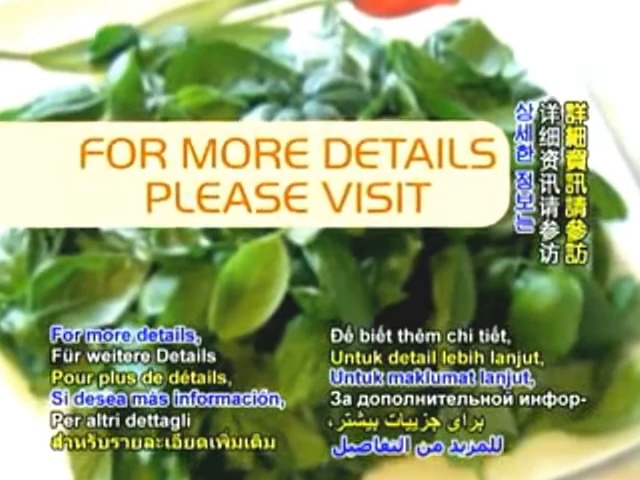 FOR MORE DETAILS
PLEASE VISIT
詳細資訊請參訪
详细资讯请参访
상세한 정보는
For more details,
Für weitere Details
Pour plus de détails,
Si desea más información,
Per altri dettagli
สำหรับรายละเอียดเพิ่มเติม
Để biết thêm chi tiết,
Untuk detail lebih lanjut,
Untuk maklumat lanjut,
За дополнительной инфор-
برای جزییات بیشتر،
للمزيد من التفاصيل